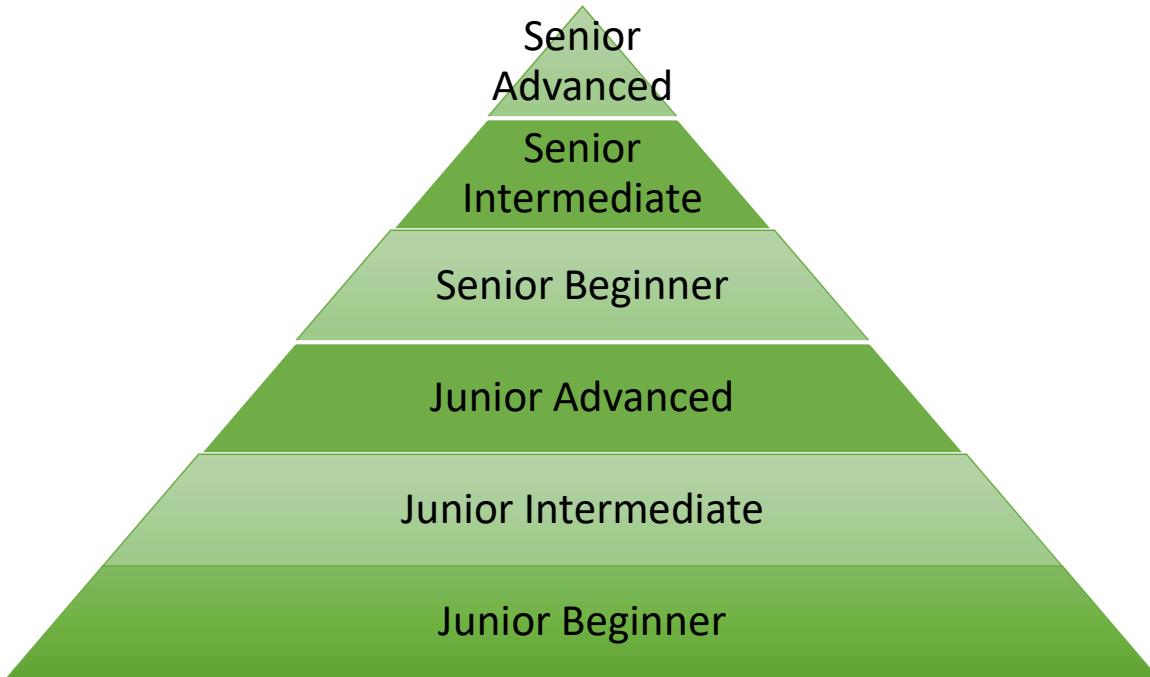 Senior
Advanced
Senior
Intermediate
Senior Beginner
Junior Advanced
Junior Intermediate
Junior Beginner